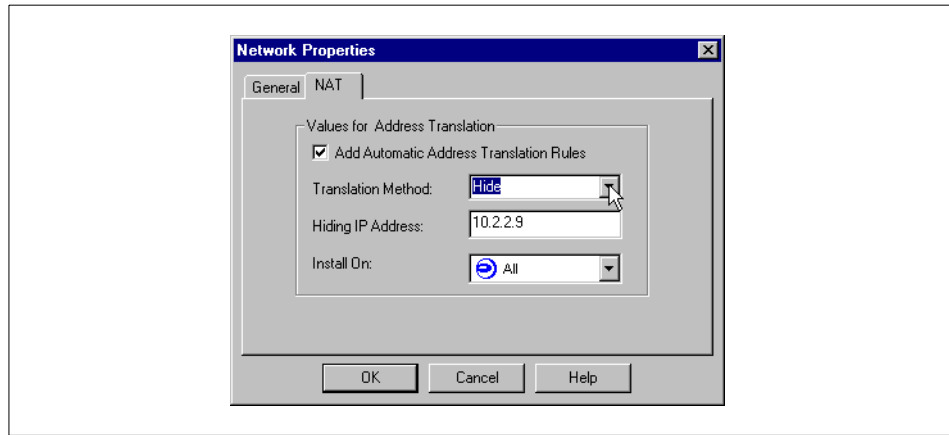 Network Properties
General NAT
Values for Address Translation
Add Automatic Address Translation Rules
Translation Method: Hide
Hiding IP Address: 10.2.2.9
Install On: All
OK Cancel Help